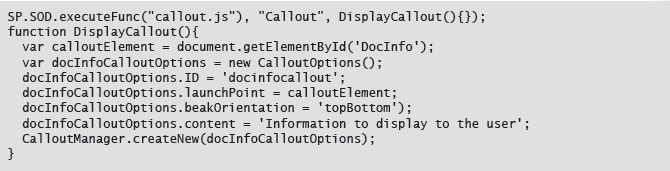 SP.SOD.executeFunc("callout.js"), "Callout", DisplayCallout(){});
function DisplayCallout(){
  var calloutElement = document.getElementById('DocInfo');
  var docInfoCalloutOptions = new CalloutOptions();
  docInfoCalloutOptions.ID = 'docinfocallout';
  docInfoCalloutOptions.launchPoint = calloutElement;
  docInfoCalloutOptions.beakOrientation = 'topBottom');
  docInfoCalloutOptions.content = 'Information to display to the user';
  CalloutManager.createNew(docInfoCalloutOptions);
}